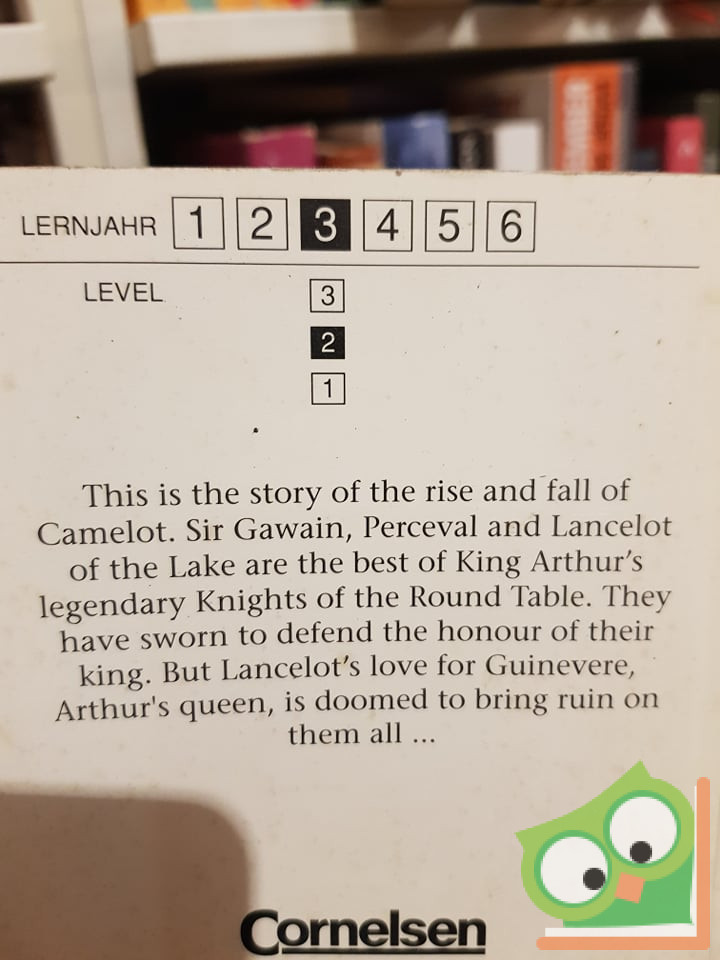 LERNJAHR 1 2 3 4 5 6
LEVEL 3
2
1
This is the story of the rise and fall of
Camelot. Sir Gawain, Perceval and Lancelot
of the Lake are the best of King Arthur's
legendary Knights of the Round Table. They
have sworn to defend the honour of their
king. But Lancelot's love for Guinevere,
Arthur's queen, is doomed to bring ruin on
them all ...
Cornelsen